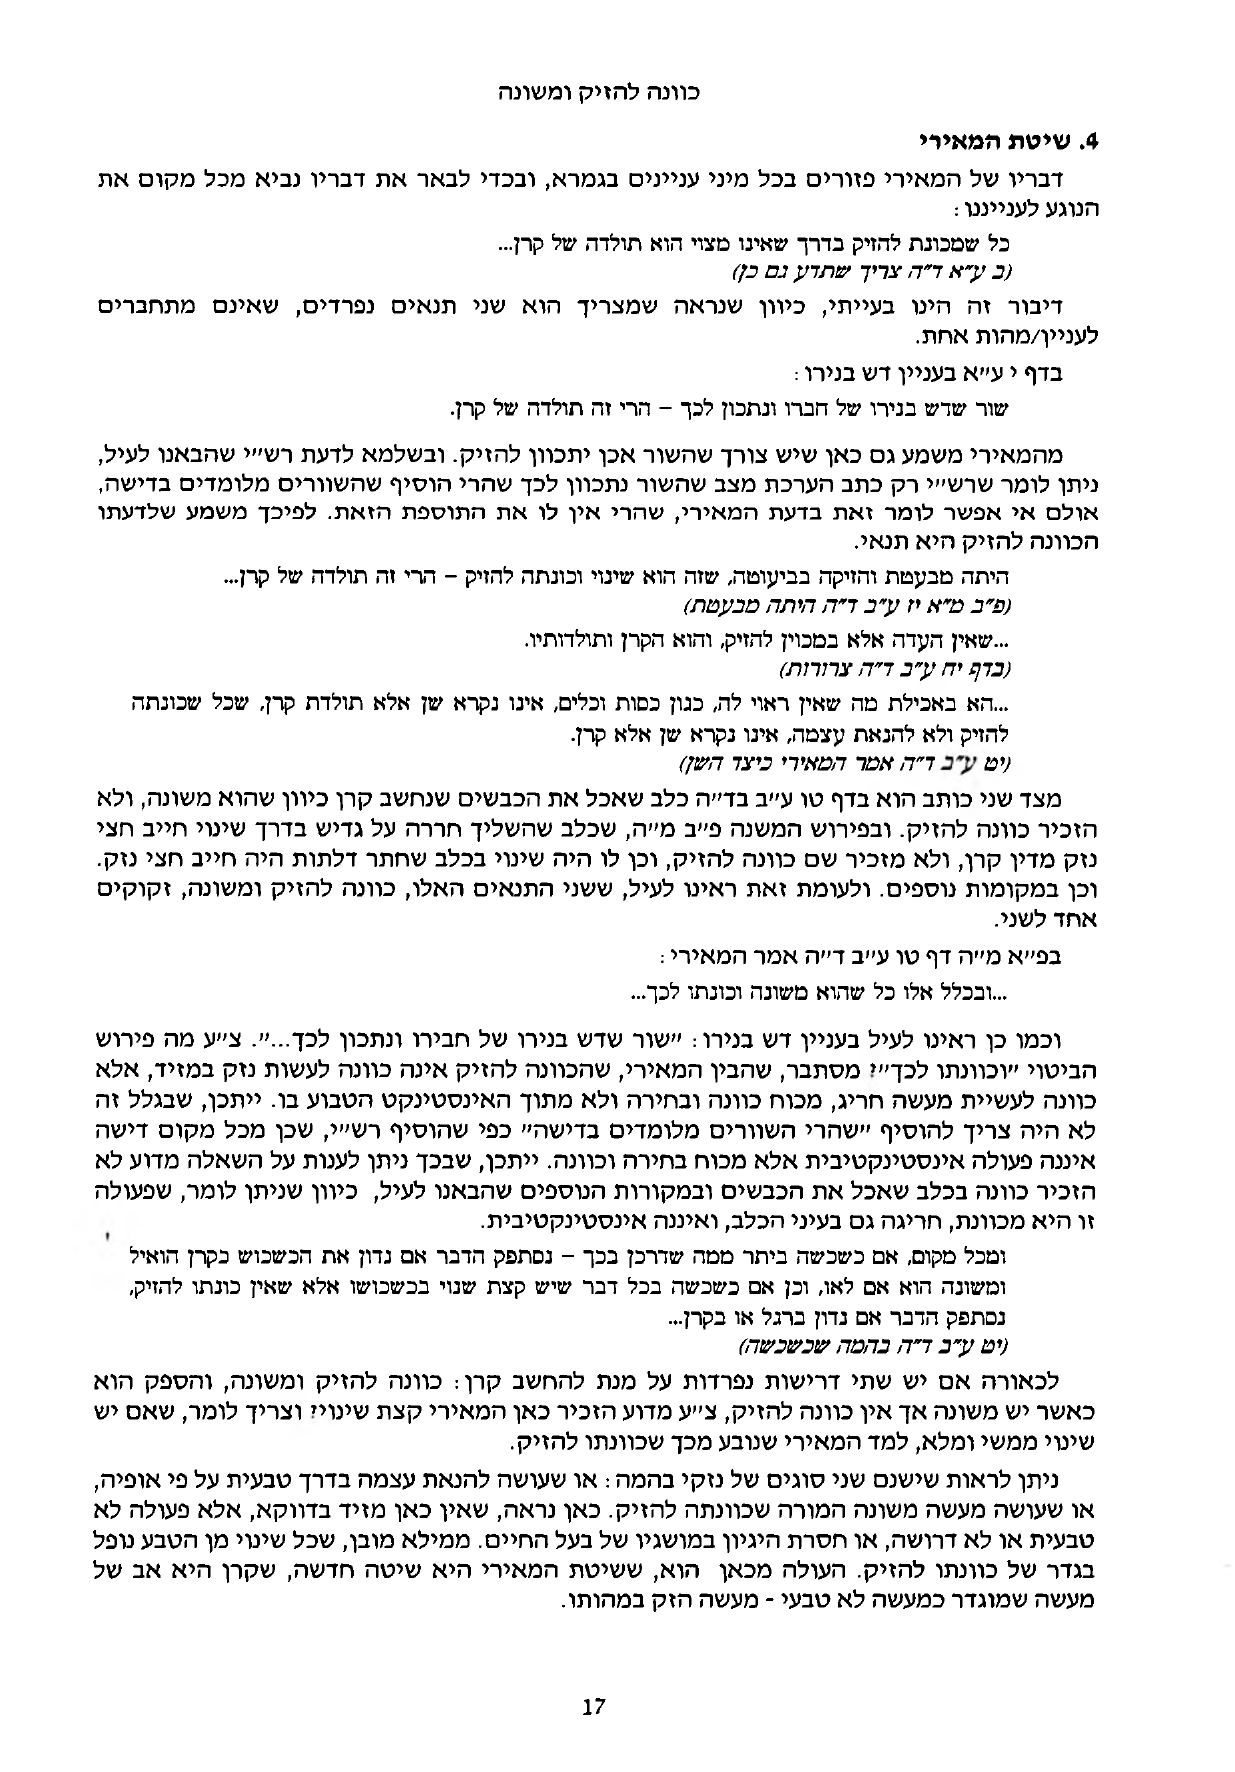 כוונה להזיק ומשונה
4. שיטת המאירי
דבריו של המאירי פזורים בכל מיני עניינים בגמרא, ובכדי לבאר את דבריו נביא מכל מקום את
הנוגע לענייננו:
כל שמכונת להזיק בדרך שאינו מצוי הוא תולדה של קרן...
(ב ע"א ד"ה צריך שתדע גם כן)
דיבור זה הינו בעייתי, כיוון שנראה שמצריך הוא שני תנאים נפרדים, שאינם מתחברים
לעניין/מהות אחת.
בדף י ע"א בעניין דש בנירו:
שור שדש בנירו של חברו ונתכון לכך – הרי זה תולדה של קרן.
מהמאירי משמע גם כאן שיש צורך שהשור אכן יתכוון להזיק. ובשלמא לדעת רש"י שהבאנו לעיל,
ניתן לומר שרש"י רק כתב הערכת מצב שהשור נתכוון לכך שהרי הוסיף שהשוורים מלומדים בדישה,
אולם אי אפשר לומר זאת בדעת המאירי, שהרי אין לו את התוספת הזאת. לפיכך משמע שלדעתו
הכוונה להזיק היא תנאי.
היתה מבעטת והזיקה בביעוטה, שזה הוא שינוי וכונתה להזיק – הרי זה תולדה של קרן...
(פ"ב מ"א יז ע"ב ד"ה היתה מבעטת)
...שאין העדה אלא במכוין להזיק, והוא הקרן ותולדותיו.
(בדף יח ע"ב ד"ה צרורות)
...הא באכילת מה שאין ראוי לה, כגון כסות וכלים, אינו נקרא שן אלא תולדת קרן, שכל שכונתה
להזיק ולא להנאת עצמה, אינו נקרא שן אלא קרן.
(יט ע"ב ד"ה אמר המאירי כיצד השן)
מצד שני כותב הוא בדף טו ע"ב בד"ה כלב שאכל את הכבשים שנחשב קרן כיוון שהוא משונה, ולא
הזכיר כוונה להזיק. ובפירוש המשנה פ"ב מ"ה, שכלב שהשליך חררה על גדיש בדרך שינוי חייב חצי
נזק מדין קרן, ולא מזכיר שם כוונה להזיק, וכן לו היה שינוי בכלב שחתר דלתות היה חייב חצי נזק.
וכן במקומות נוספים. ולעומת זאת ראינו לעיל, ששני התנאים האלו, כוונה להזיק ומשונה, זקוקים
אחד לשני.
בפ"א מ"ה דף טו ע"ב ד"ה אמר המאירי:
...ובכלל אלו כל שהוא משונה וכונתו לכך...
וכמו כן ראינו לעיל בעניין דש בנירו: "שור שדש בנירו של חבירו ונתכון לכך...". צ"ע מה פירוש
הביטוי "וכוונתו לכך"? מסתבר, שהבין המאירי, שהכוונה להזיק אינה כוונה לעשות נזק במזיד, אלא
כוונה לעשיית מעשה חריג, מכוח כוונה ובחירה ולא מתוך האינסטינקט הטבוע בו. ייתכן, שבגלל זה
לא היה צריך להוסיף "שהרי השוורים מלומדים בדישה" כפי שהוסיף רש"י, שכן מכל מקום דישה
איננה פעולה אינסטינקטיבית אלא מכוח בחירה וכוונה. ייתכן, שבכך ניתן לענות על השאלה מדוע לא
הזכיר כוונה בכלב שאכל את הכבשים ובמקורות הנוספים שהבאנו לעיל, כיוון שניתן לומר, שפעולה
זו היא מכוונת, חריגה גם בעיני הכלב, ואיננה אינסטינקטיבית.
ומכל מקום, אם כשכשה ביתר ממה שדרכן בכך – נסתפק הדבר אם נדון את הכשכוש כקרן הואיל
ומשונה הוא אם לאו, וכן אם כשכשה בכל דבר שיש קצת שנוי בכשכושו אלא שאין כונתו להזיק,
נסתפק הדבר אם נדון ברגל או בקרן...
(יט ע"ב ד"ה בהמה שכשכשה)
לכאורה אם יש שתי דרישות נפרדות על מנת להחשב קרן: כוונה להזיק ומשונה, והספק הוא
כאשר יש משונה אך אין כוונה להזיק, צ"ע מדוע הזכיר כאן המאירי קצת שינוי? וצריך לומר, שאם יש
שינוי ממשי ומלא, למד המאירי שנובע מכך שכוונתו להזיק.
ניתן לראות שישנם שני סוגים של נזקי בהמה: או שעושה להנאת עצמה בדרך טבעית על פי אופיה,
או שעושה מעשה משונה המורה שכוונתה להזיק. כאן נראה, שאין כאן מזיד בדווקא, אלא פעולה לא
טבעית או לא דרושה, או חסרת היגיון במושגיו של בעל החיים. ממילא מובן, שכל שינוי מן הטבע נופל
בגדר של כוונתו להזיק. העולה מכאן הוא, ששיטת המאירי היא שיטה חדשה, שקרן היא אב של
מעשה שמוגדר כמעשה לא טבעי - מעשה הזק במהותו.
17